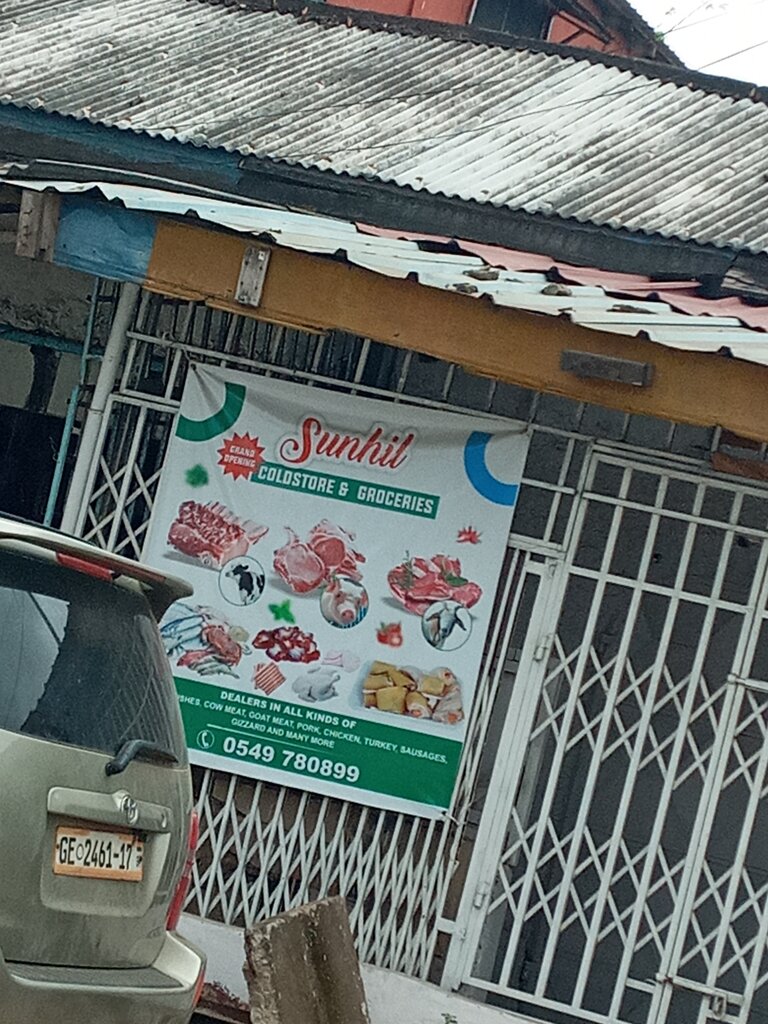 Sunhil
GRAND
OPENING
COLDSTORE & GROCERIES
DEALERS IN ALL KINDS OF
COW MEAT, GOAT MEAT, PORK, CHICKEN, TURKEY, SAUSAGES,
GIZZARD AND MANY MORE
0549 780899
GE 2461-17